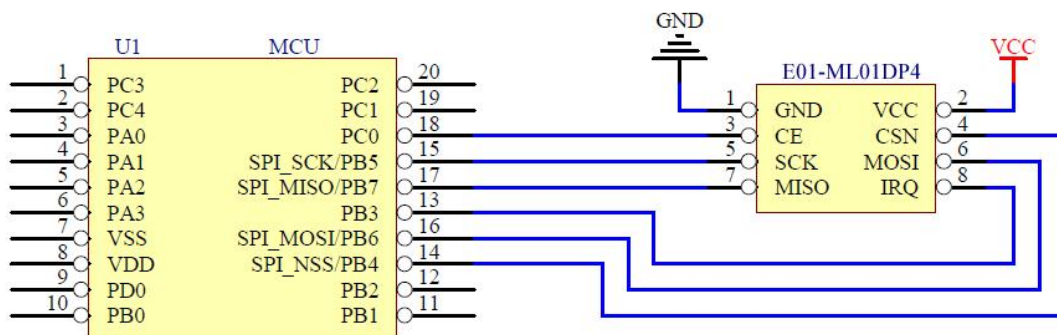 GND
U1 MCU VCC
E01-ML01DP4
1 PC3 PC2 20 1 GND VCC 2
2 PC4 PC1 19
3 PA0 PC0 18 3 CE CSN 4
4 PA1 SPI_SCK/PB5 15 5 SCK MOSI 6
5 PA2 SPI_MISO/PB7 17 7 MISO IRQ 8
6 PA3 PB3 13
7 VSS SPI_MOSI/PB6 16
8 VDD SPI_NSS/PB4 14
9 PD0 PB2 12
10 PB0 PB1 11